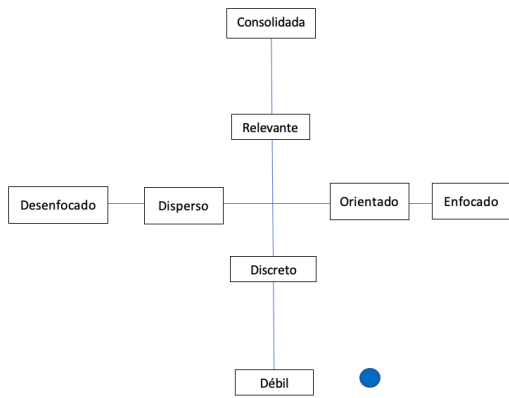 Consolidada
Relevante
Desenfocado
Disperso
Orientado
Enfocado
Discreto
Débil